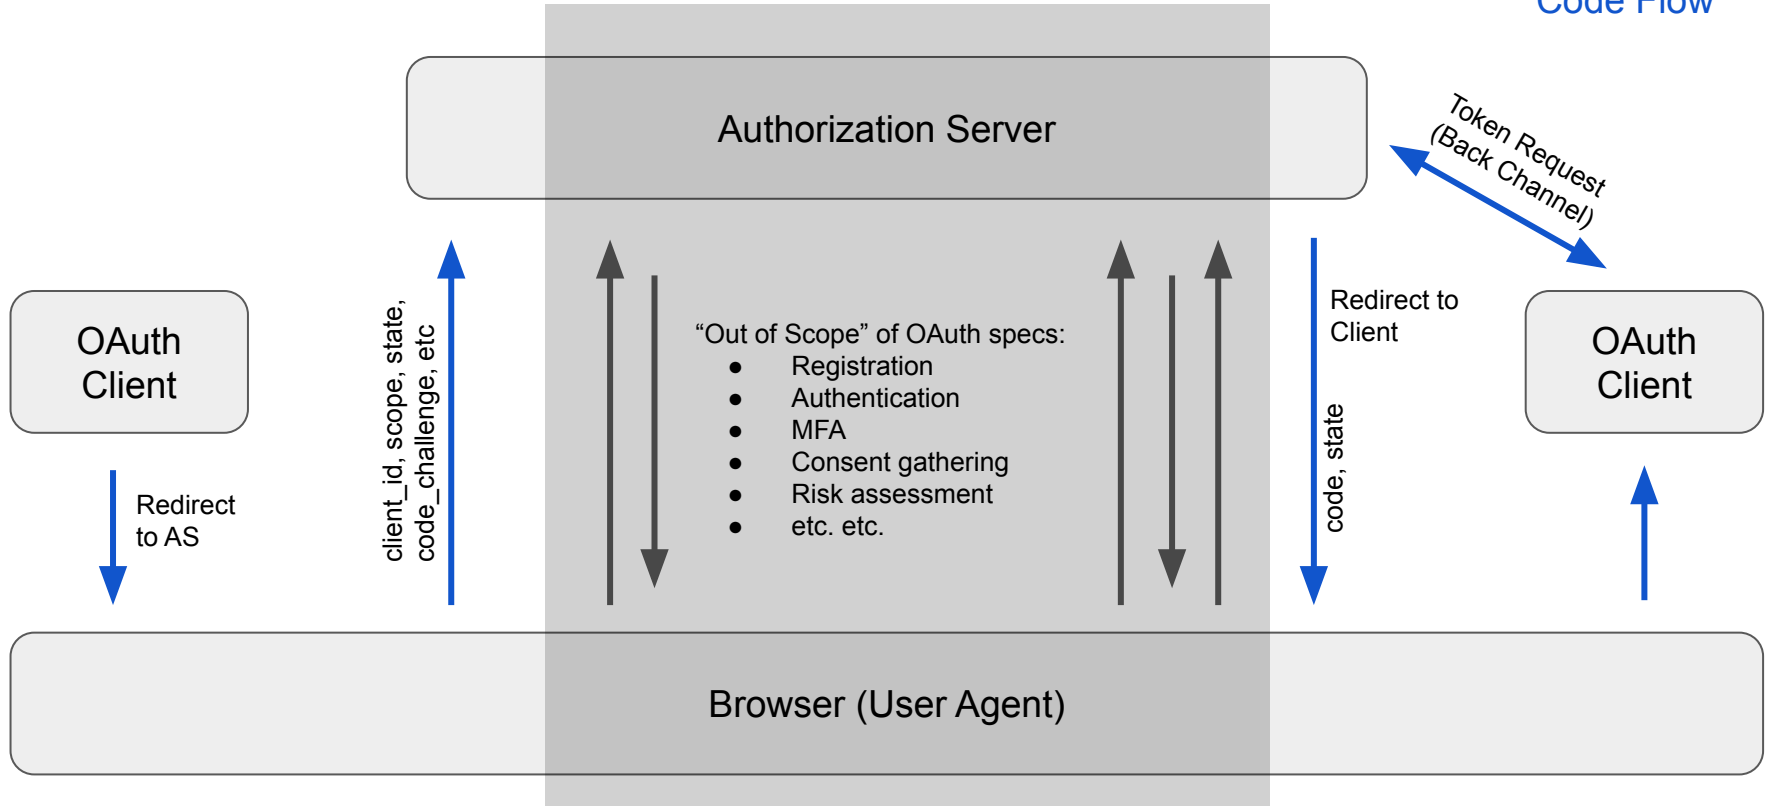 Code Flow
Authorization Server
Token Request
(Back Channel)
OAuth
Client
Redirect
to AS
client_id, scope, state,
code_challenge, etc
“Out of Scope” of OAuth specs:
● Registration
● Authentication
● MFA
● Consent gathering
● Risk assessment
● etc. etc.
Redirect to
Client
code, state
OAuth
Client
Browser (User Agent)